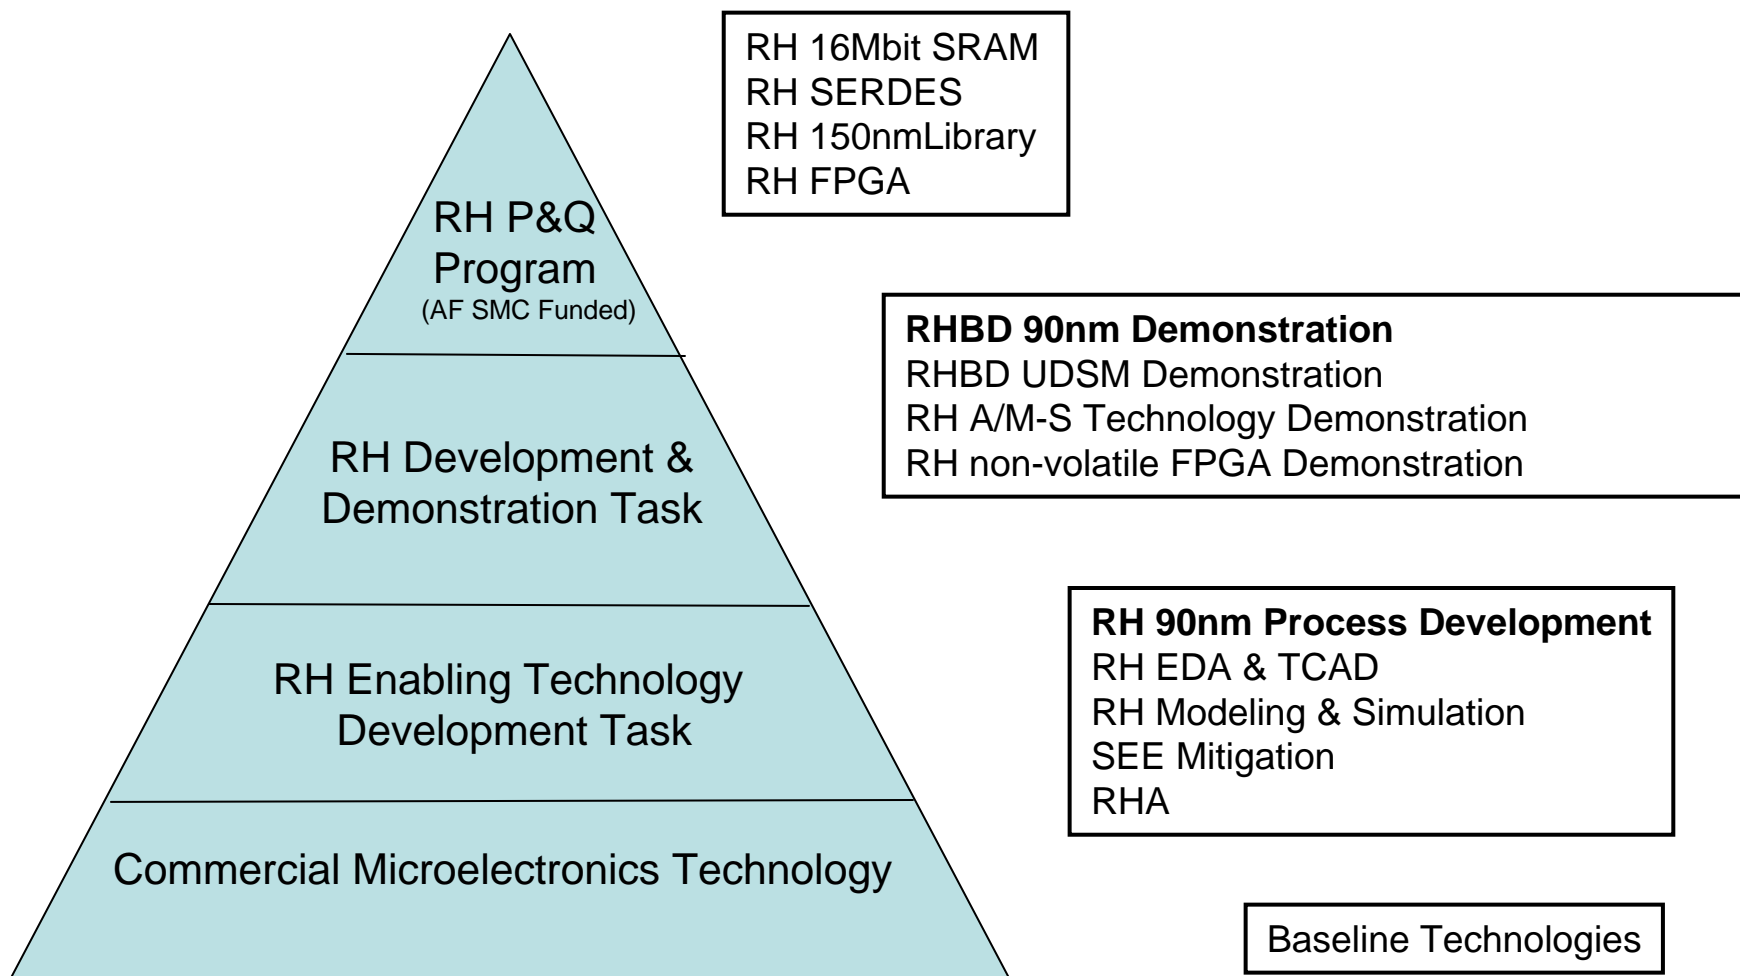 RH 16Mbit SRAM
RH SERDES
RH 150nmLibrary
RH FPGA
RH P&Q
Program
(AF SMC Funded)
RHBD 90nm Demonstration
RHBD UDSM Demonstration
RH A/M-S Technology Demonstration
RH non-volatile FPGA Demonstration
RH Development &
Demonstration Task
RH 90nm Process Development
RH EDA & TCAD
RH Modeling & Simulation
SEE Mitigation
RHA
RH Enabling Technology
Development Task
Commercial Microelectronics Technology
Baseline Technologies